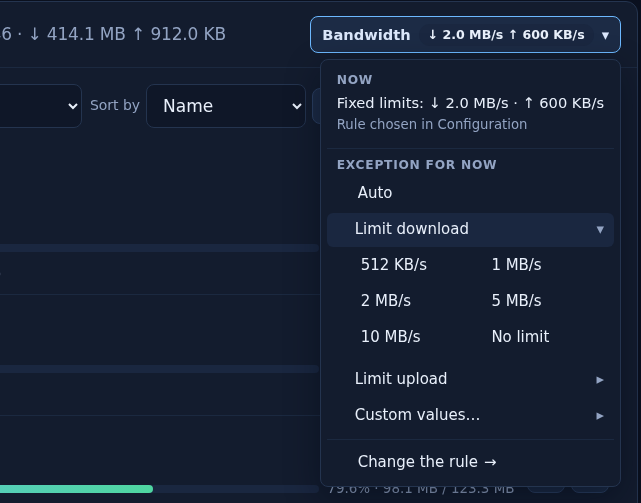 6 · ↓ 414.1 MB ↑ 912.0 KB
Bandwidth ↓ 2.0 MB/s ↑ 600 KB/s ▾
Sort by Name
NOW
Fixed limits: ↓ 2.0 MB/s · ↑ 600 KB/s
Rule chosen in Configuration
EXCEPTION FOR NOW
Auto
Limit download ▾
512 KB/s 1 MB/s
2 MB/s 5 MB/s
10 MB/s No limit
Limit upload ▸
Custom values… ▸
Change the rule →
79.6% · 98.1 MB / 123.3 MB